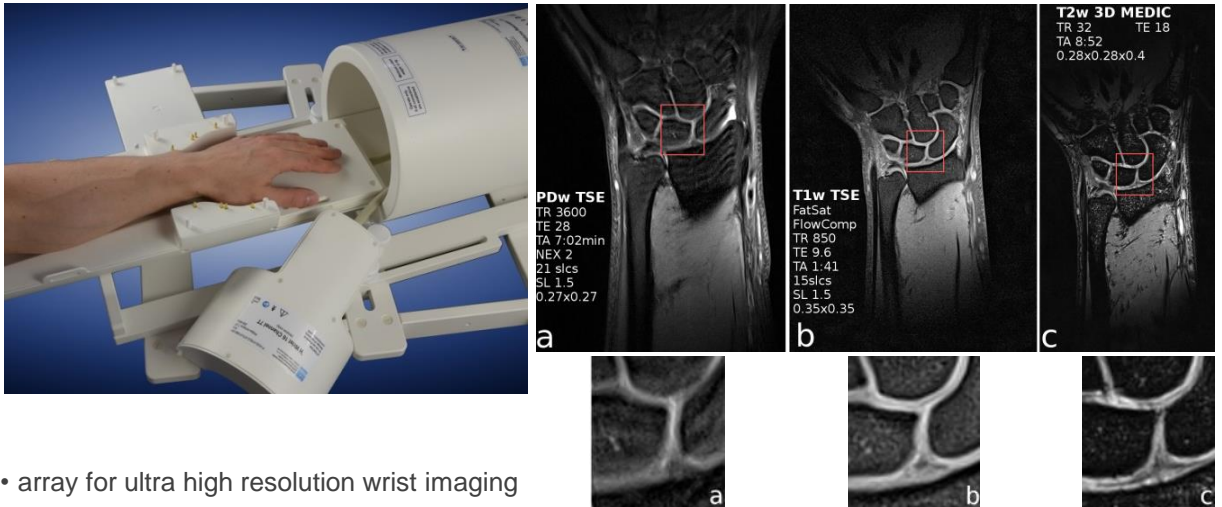 PDw TSE
TR 3600
TE 28
TA 7:02min
NEX 2
21 slcs
SL 1.5
0.27x0.27
a
T1w TSE
FatSat
FlowComp
TR 850
TE 9.6
TA 1:41
15slcs
SL 1.5
0.35x0.35
b
T2w 3D MEDIC
TR 32 TE 18
TA 8:52
0.28x0.28x0.4
c
a
b
c
• array for ultra high resolution wrist imaging